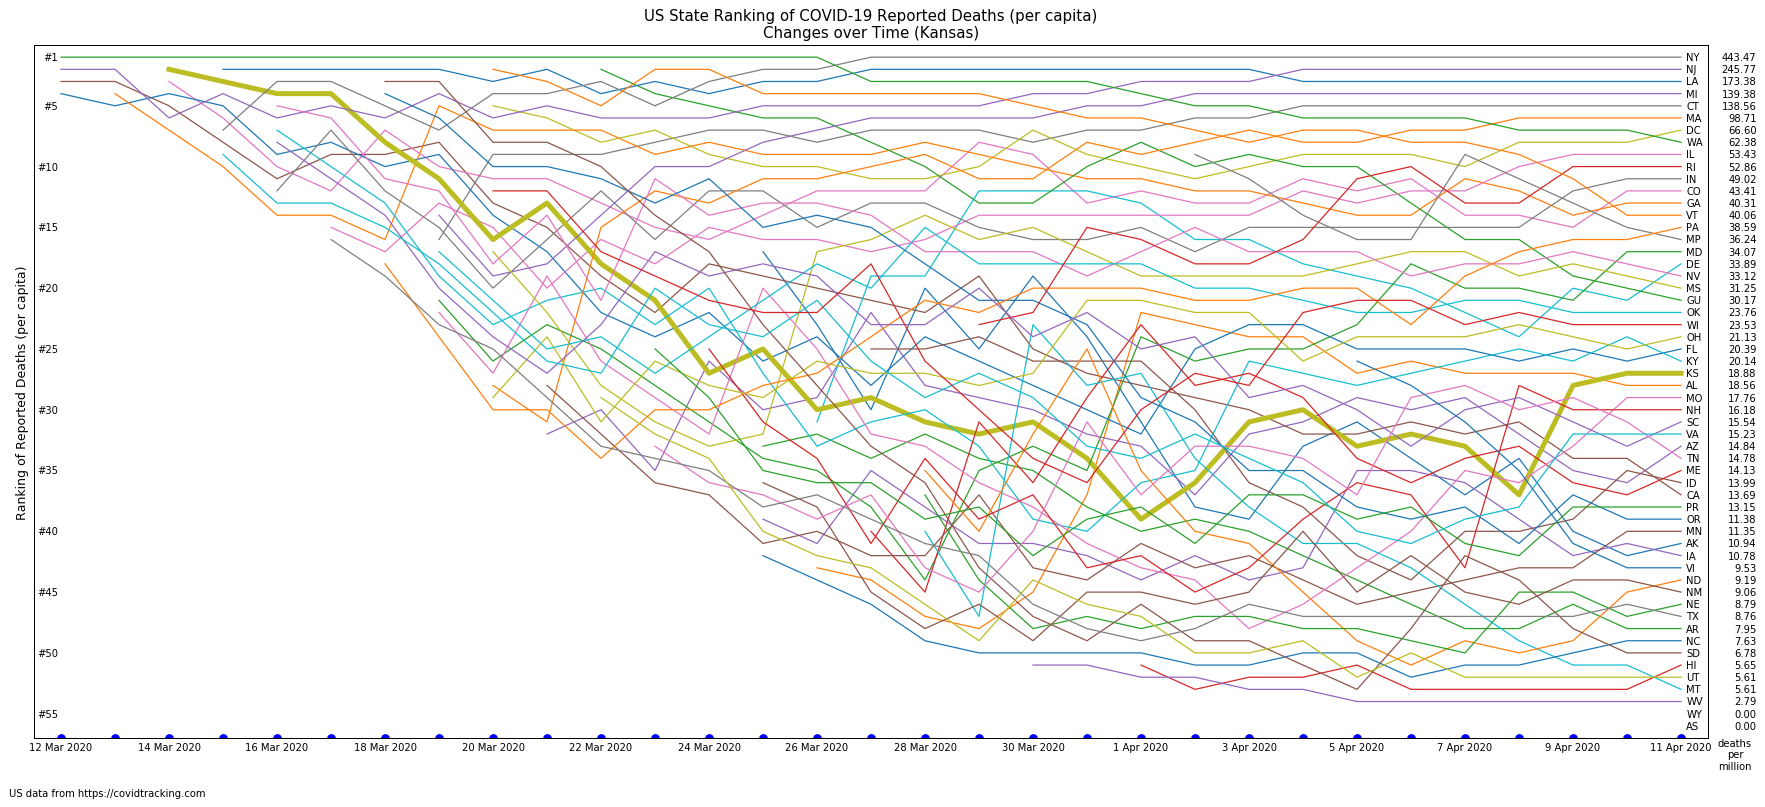 US State Ranking of COVID-19 Reported Deaths (per capita)
Changes over Time (Kansas)
Ranking of Reported Deaths (per capita)
#1
#5
#10
#15
#20
#25
#30
#35
#40
#45
#50
#55
NY 443.47
NJ 245.77
LA 173.38
MI 139.38
CT 138.56
MA 98.71
DC 66.60
WA 62.38
IL 53.43
RI 52.86
IN 49.02
CO 43.41
GA 40.31
VT 40.06
PA 38.59
MP 36.24
MD 34.07
DE 33.89
NV 33.12
MS 31.25
GU 30.17
OK 23.76
WI 23.53
OH 21.13
FL 20.39
KY 20.14
KS 18.88
AL 18.56
MO 17.76
NH 16.18
SC 15.54
VA 15.23
AZ 14.84
TN 14.78
ME 14.13
ID 13.99
CA 13.69
PR 13.15
OR 11.38
MN 11.35
AK 10.94
IA 10.78
VI 9.53
ND 9.19
NM 9.06
NE 8.79
TX 8.76
AR 7.95
NC 7.63
SD 6.78
HI 5.65
UT 5.61
MT 5.61
WV 2.79
WY 0.00
AS 0.00
12 Mar 2020 14 Mar 2020 16 Mar 2020 18 Mar 2020 20 Mar 2020 22 Mar 2020 24 Mar 2020 26 Mar 2020 28 Mar 2020 30 Mar 2020 1 Apr 2020 3 Apr 2020 5 Apr 2020 7 Apr 2020 9 Apr 2020 11 Apr 2020
deaths
per
million
US data from https://covidtracking.com